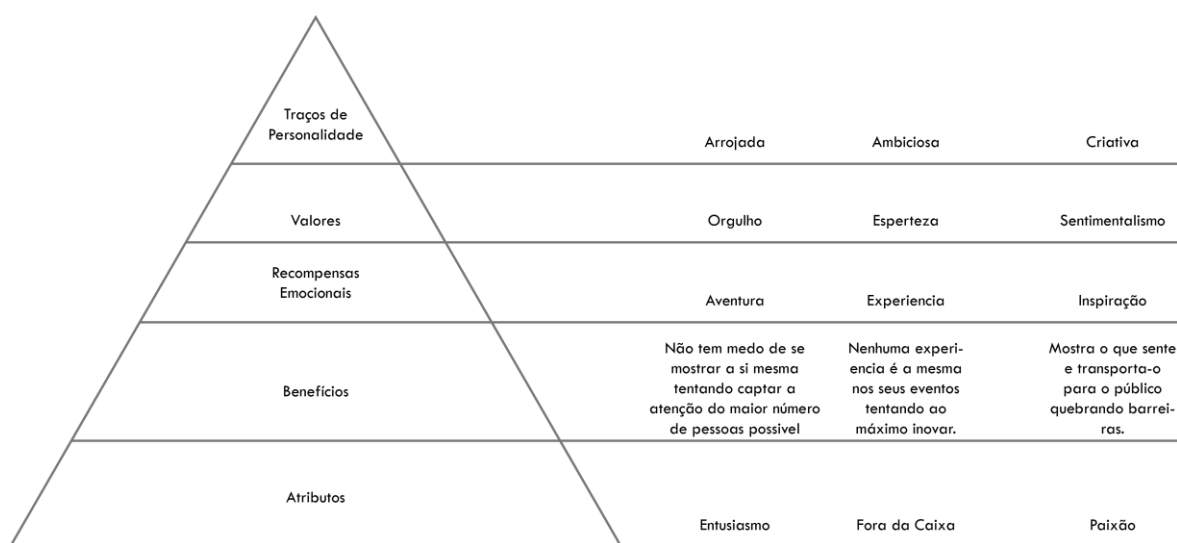 Traços de
Personalidade
Arrojada
Ambiciosa
Criativa
Valores
Orgulho
Esperteza
Sentimentalismo
Recompensas
Emocionais
Aventura
Experiencia
Inspiração
Benefícios
Não tem medo de se
mostrar a si mesma
tentando captar a
atenção do maior número
de pessoas possivel
Nenhuma experi-
encia é a mesma
nos seus eventos
tentando ao
máximo inovar.
Mostra o que sente
e transporta-o
para o público
quebrando barrei-
ras.
Atributos
Entusiasmo
Fora da Caixa
Paixão